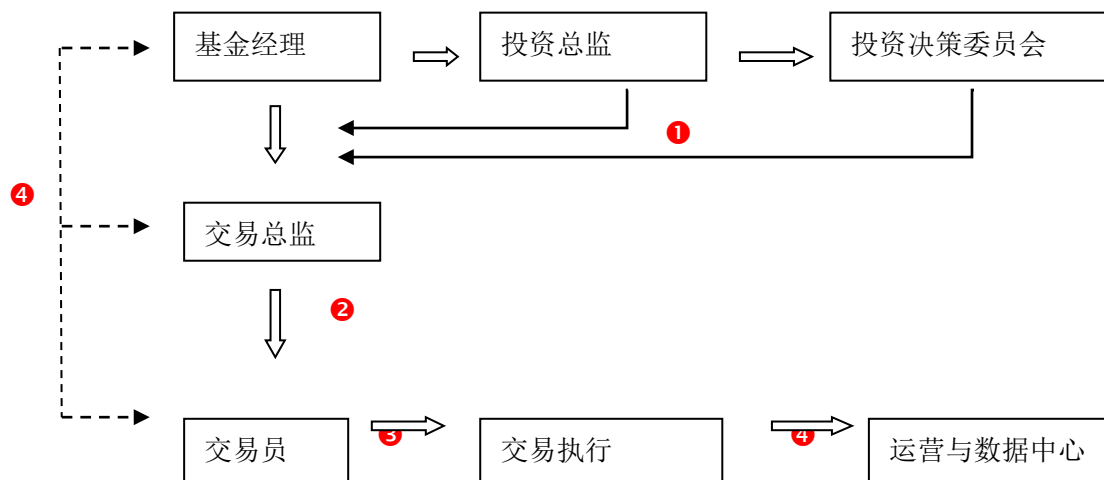 基金经理
投资总监
投资决策委员会
❶
❹
交易总监
❷
交易员
❸
交易执行
❹
运营与数据中心